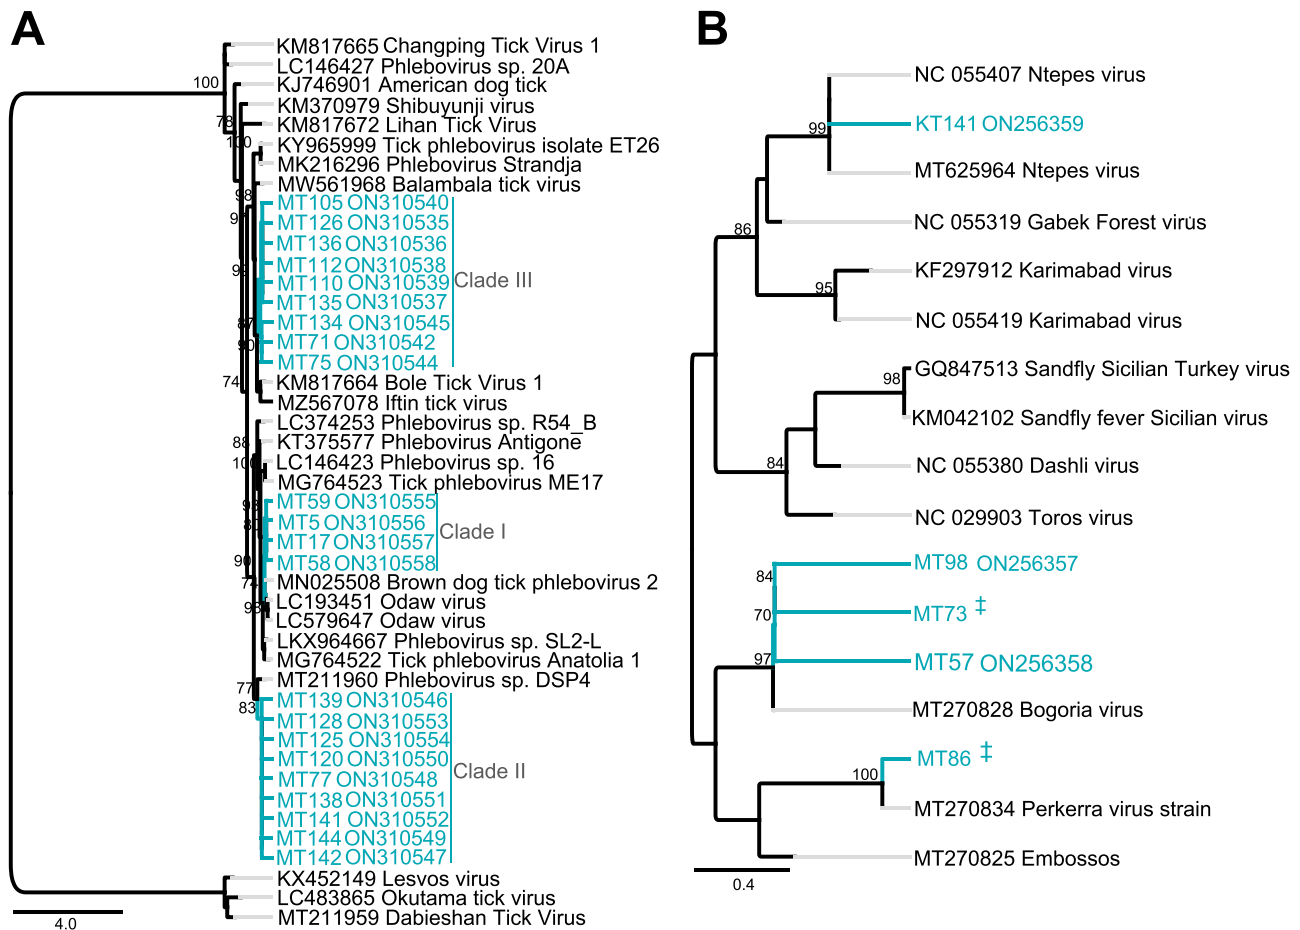 A
KM817665 Changping Tick Virus 1
LC146427 Phlebovirus sp. 20A
100
KJ746901 American dog tick
KM370979 Shibuyunji virus
78
KM817672 Lihan Tick Virus
100
KY965999 Tick phlebovirus isolate ET26
MK216296 Phlebovirus Strandja
MW561968 Balambala tick virus
98
MT105 ON310540
MT126 ON310535
MT136 ON310536
MT112 ON310538
MT110 ON310539
Clade III
MT135 ON310537
MT134 ON310545
87
MT71 ON310542
90
MT75 ON310544
74
KM817664 Bole Tick Virus 1
MZ567078 Iftin tick virus
LC374253 Phlebovirus sp. R54_B
88
KT375577 Phlebovirus Antigone
LC146423 Phlebovirus sp. 16
MG764523 Tick phlebovirus ME17
MT59 ON310555
MT5 ON310556
Clade I
MT17 ON310557
90
MT58 ON310558
74
MN025508 Brown dog tick phlebovirus 2
LC193451 Odaw virus
LC579647 Odaw virus
LKX964667 Phlebovirus sp. SL2-L
MG764522 Tick phlebovirus Anatolia 1
77
MT211960 Phlebovirus sp. DSP4
83
MT139 ON310546
MT128 ON310553
MT125 ON310554
MT120 ON310550
Clade II
MT77 ON310548
MT138 ON310551
MT141 ON310552
MT144 ON310549
MT142 ON310547
KX452149 Lesvos virus
LC483865 Okutama tick virus
MT211959 Dabieshan Tick Virus
4.0
B
NC 055407 Ntepes virus
99
KT141 ON256359
MT625964 Ntepes virus
NC 055319 Gabek Forest virus
86
KF297912 Karimabad virus
95
NC 055419 Karimabad virus
GQ847513 Sandfly Sicilian Turkey virus
98
KM042102 Sandfly fever Sicilian virus
84
NC 055380 Dashli virus
NC 029903 Toros virus
MT98 ON256357
84
70
MT73 ‡
97
MT57 ON256358
MT270828 Bogoria virus
MT86 ‡
100
MT270834 Perkerra virus strain
MT270825 Embossos
0.4